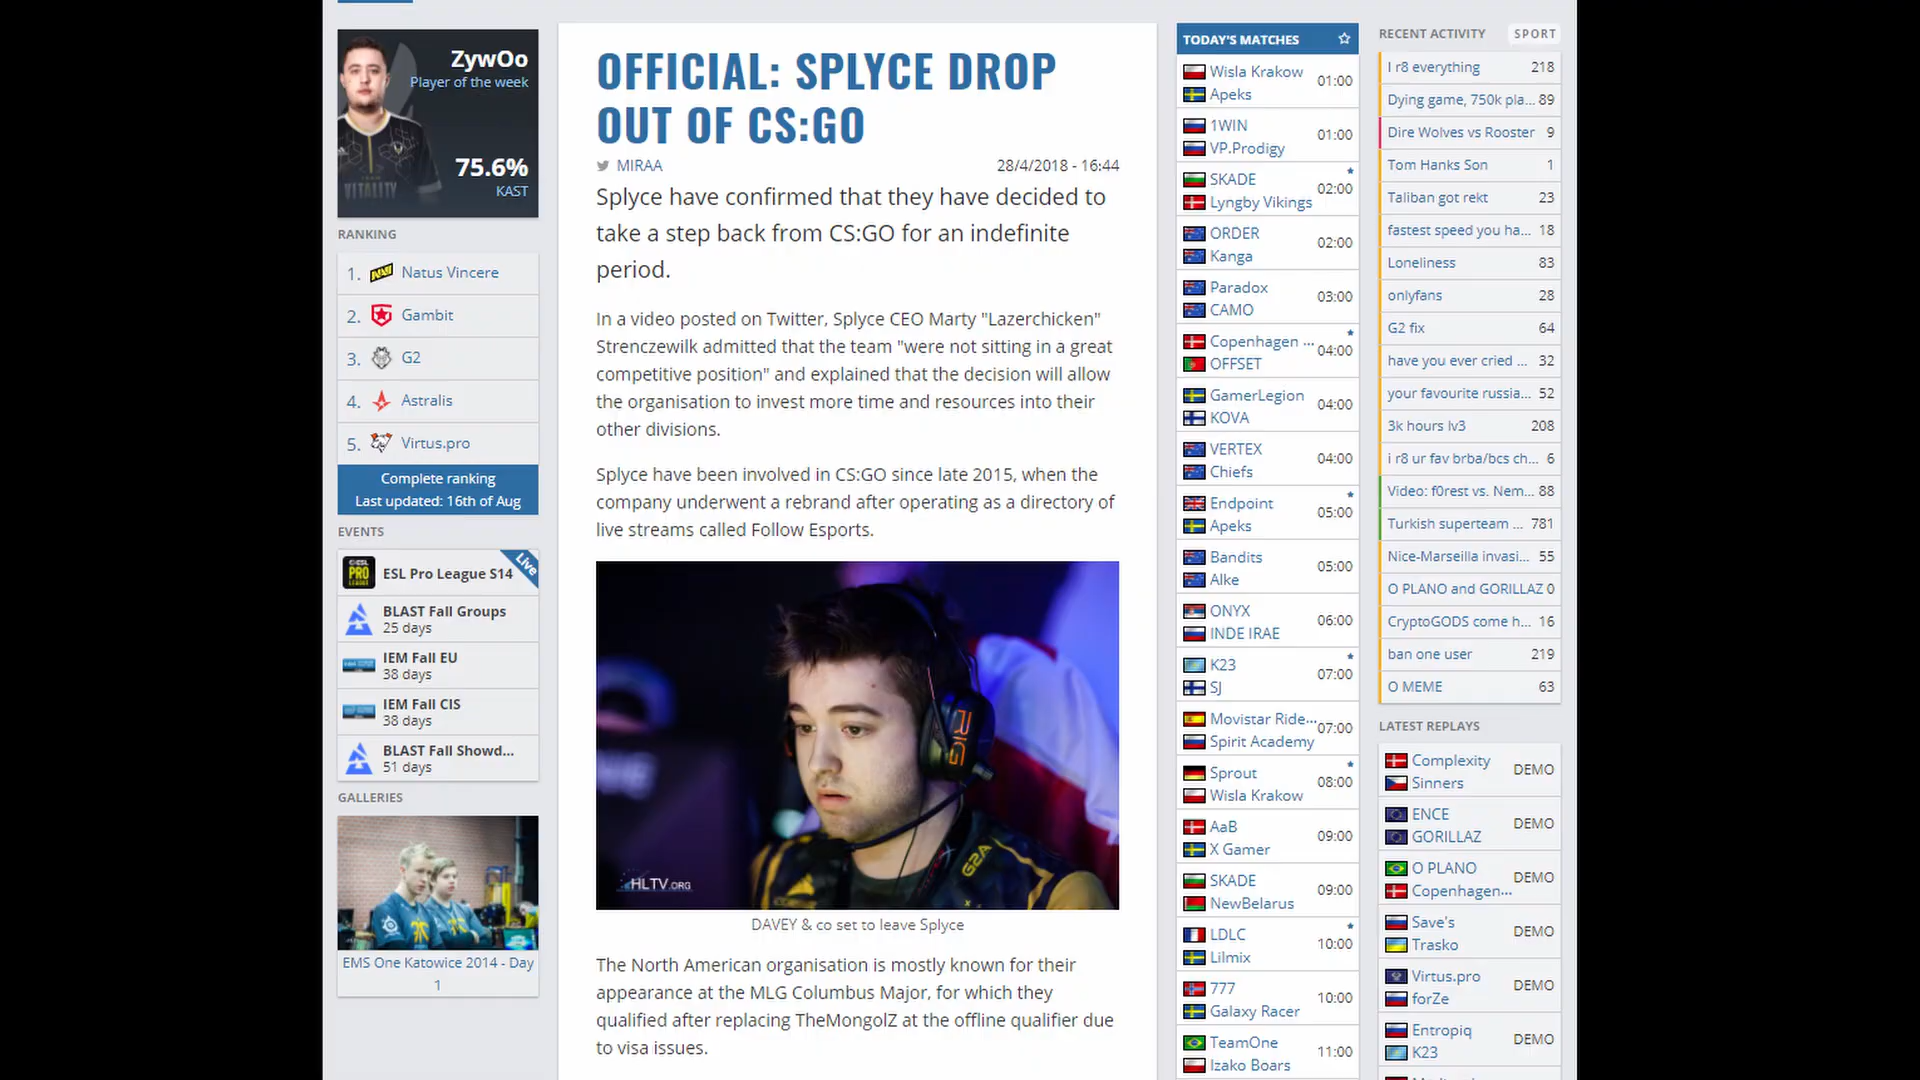 ZywOo
Player of the week
75.6%
KAST
RANKING
1. Natus Vincere
2. Gambit
3. G2
4. Astralis
5. Virtus.pro
Complete ranking
Last updated: 16th of Aug
EVENTS
ESL Pro League S14
Live
BLAST Fall Groups
25 days
IEM Fall EU
38 days
IEM Fall CIS
38 days
BLAST Fall Showd...
51 days
GALLERIES
EMS One Katowice 2014 - Day
1
OFFICIAL: SPLYCE DROP
OUT OF CS:GO
MIRAA 28/4/2018 - 16:44
Splyce have confirmed that they have decided to
take a step back from CS:GO for an indefinite
period.
In a video posted on Twitter, Splyce CEO Marty "Lazerchicken"
Strenczewilk admitted that the team "were not sitting in a great
competitive position" and explained that the decision will allow
the organisation to invest more time and resources into their
other divisions.
Splyce have been involved in CS:GO since late 2015, when the
company underwent a rebrand after operating as a directory of
live streams called Follow Esports.
RIG
G2A
HLTV.ORG
DAVEY & co set to leave Splyce
The North American organisation is mostly known for their
appearance at the MLG Columbus Major, for which they
qualified after replacing TheMongolZ at the offline qualifier due
to visa issues.
TODAY'S MATCHES
Wisla Krakow
Apeks
01:00
1WIN
VP.Prodigy
01:00
SKADE
Lyngby Vikings
02:00
ORDER
Kanga
02:00
Paradox
CAMO
03:00
Copenhagen ...
OFFSET
04:00
GamerLegion
KOVA
04:00
VERTEX
Chiefs
04:00
Endpoint
Apeks
05:00
Bandits
Alke
05:00
ONYX
INDE IRAE
06:00
K23
SJ
07:00
Movistar Ride...
Spirit Academy
07:00
Sprout
Wisla Krakow
08:00
AaB
X Gamer
09:00
SKADE
NewBelarus
09:00
LDLC
Lilmix
10:00
777
Galaxy Racer
10:00
TeamOne
Izako Boars
11:00
RECENT ACTIVITY SPORT
I r8 everything 218
Dying game, 750k pla... 89
Dire Wolves vs Rooster 9
Tom Hanks Son 1
Taliban got rekt 23
fastest speed you ha... 18
Loneliness 83
onlyfans 28
G2 fix 64
have you ever cried ... 32
your favourite russia... 52
3k hours lv3 208
i r8 ur fav brba/bcs ch... 6
Video: f0rest vs. Nem... 88
Turkish superteam ... 781
Nice-Marseilla invasi... 55
O PLANO and GORILLAZ 0
CryptoGODS come h... 16
ban one user 219
O MEME 63
LATEST REPLAYS
Complexity
Sinners
DEMO
ENCE
GORILLAZ
DEMO
O PLANO
Copenhagen...
DEMO
Save's
Trasko
DEMO
Virtus.pro
forZe
DEMO
Entropiq
K23
DEMO